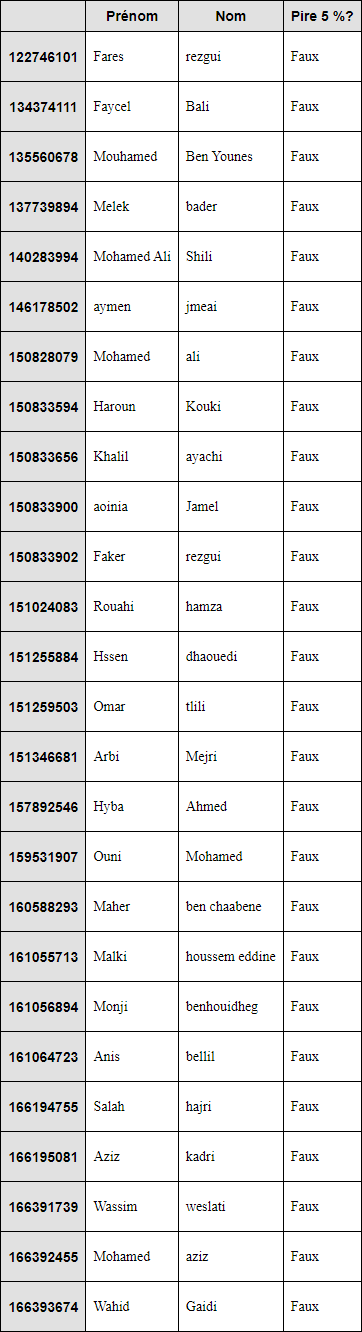 Prénom Nom Pire 5 %?
122746101 Fares rezgui Faux
134374111 Faycel Bali Faux
135560678 Mouhamed Ben Younes Faux
137739894 Melek bader Faux
140283994 Mohamed Ali Shili Faux
146178502 aymen jmeai Faux
150828079 Mohamed ali Faux
150833594 Haroun Kouki Faux
150833656 Khalil ayachi Faux
150833900 aoinia Jamel Faux
150833902 Faker rezgui Faux
151024083 Rouahi hamza Faux
151255884 Hssen dhaouedi Faux
151259503 Omar tlili Faux
151346681 Arbi Mejri Faux
157892546 Hyba Ahmed Faux
159531907 Ouni Mohamed Faux
160588293 Maher ben chaabene Faux
161055713 Malki houssem eddine Faux
161056894 Monji benhouidheg Faux
161064723 Anis bellil Faux
166194755 Salah hajri Faux
166195081 Aziz kadri Faux
166391739 Wassim weslati Faux
166392455 Mohamed aziz Faux
166393674 Wahid Gaidi Faux